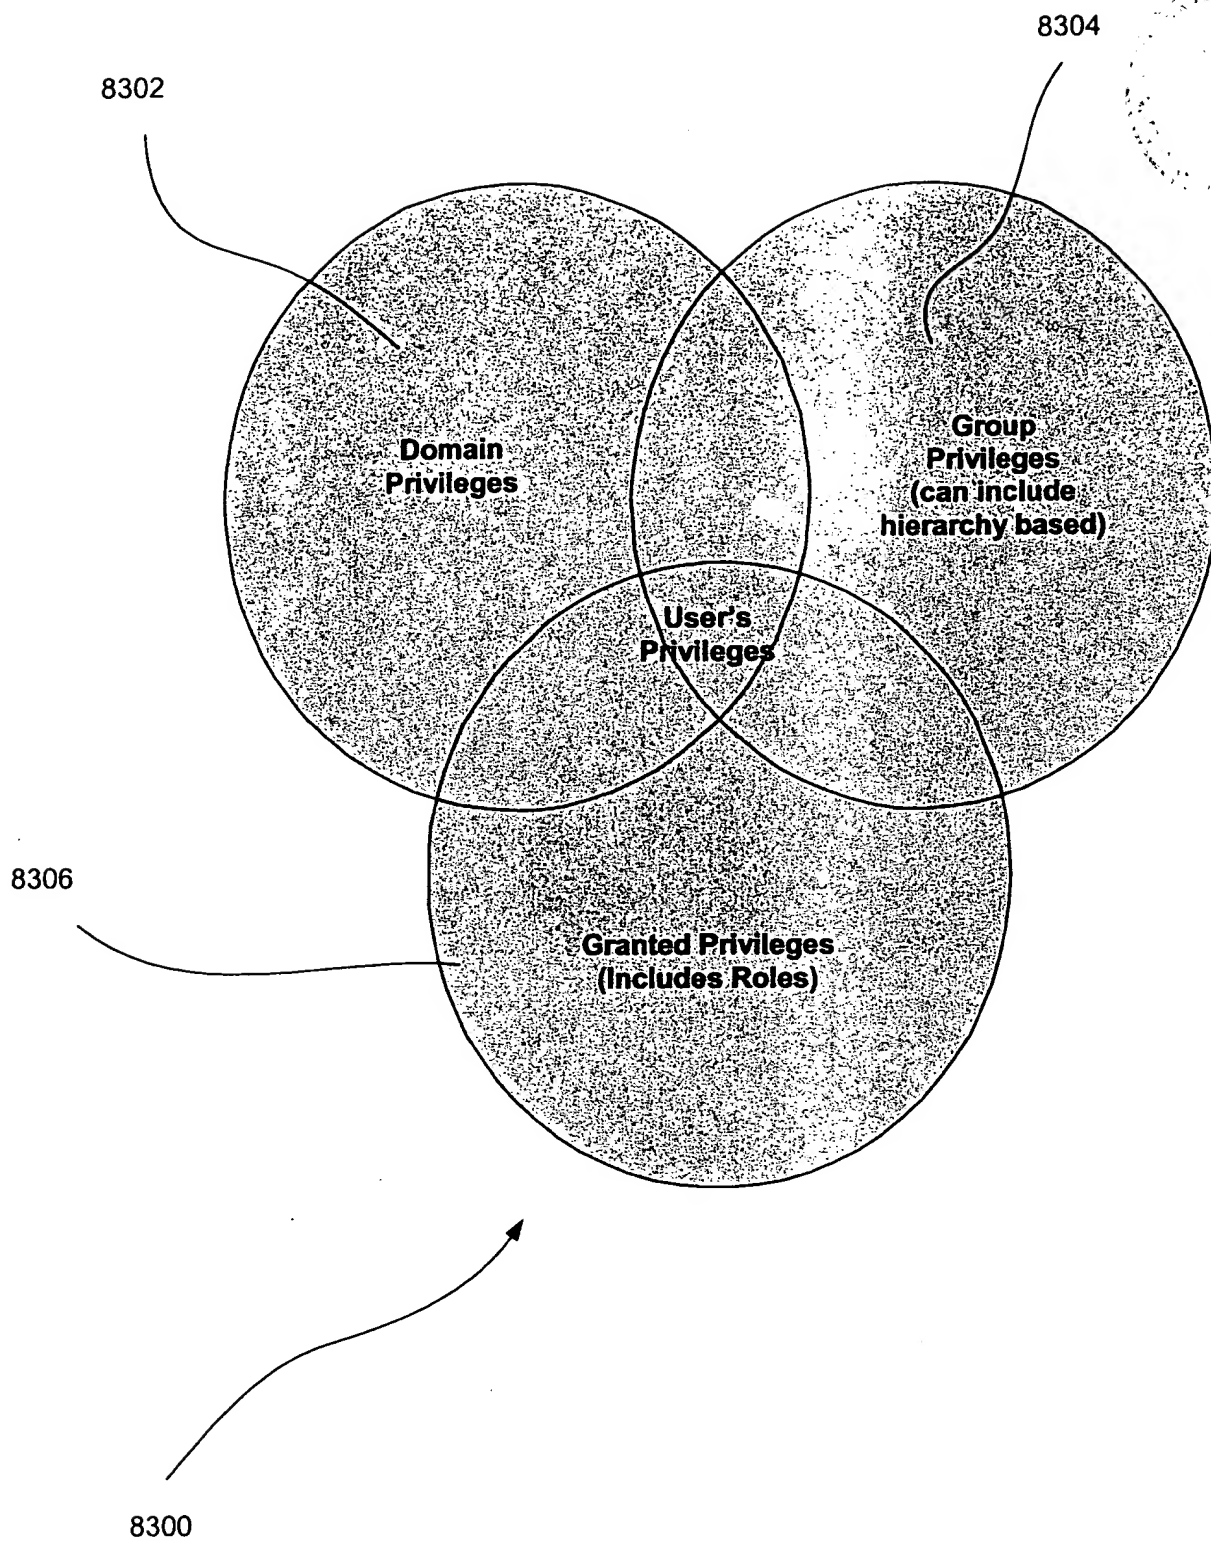 8304
8302
Domain
Privileges
Group
Privileges
(can include
hierarchy based)
User's
Privileges
8306
Granted Privileges
(Includes Roles)
8300